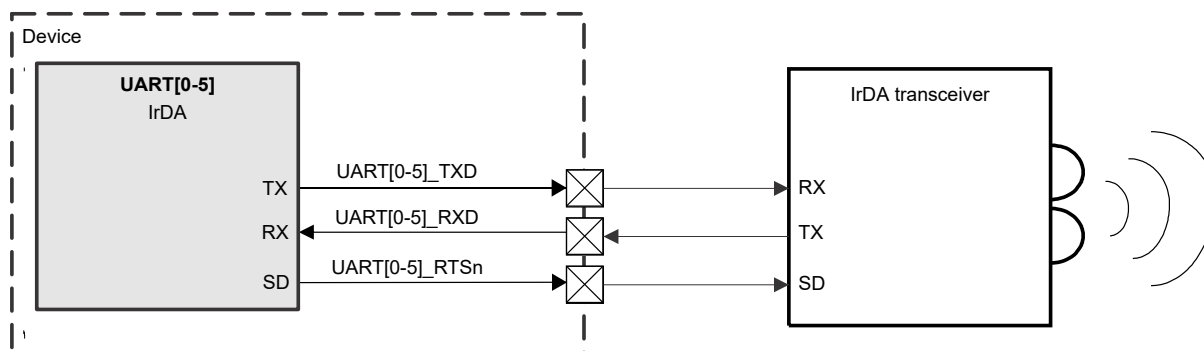 Device
UART[0-5]
IrDA
IrDA transceiver
TX
UART[0-5]_TXD
RX
RX
UART[0-5]_RXD
TX
SD
UART[0-5]_RTSn
SD